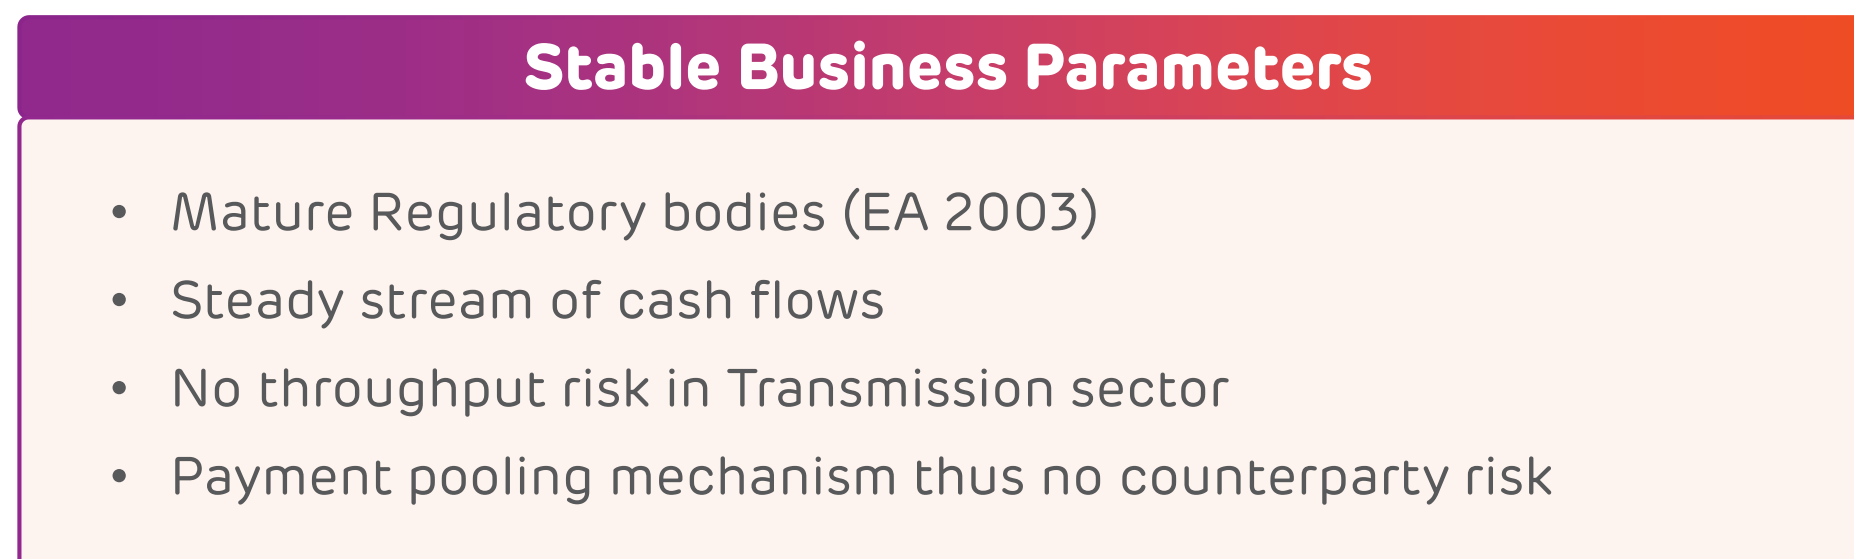 Stable Business Parameters
• Mature Regulatory bodies (EA 2003)
• Steady stream of cash flows
• No throughput risk in Transmission sector
• Payment pooling mechanism thus no counterparty risk